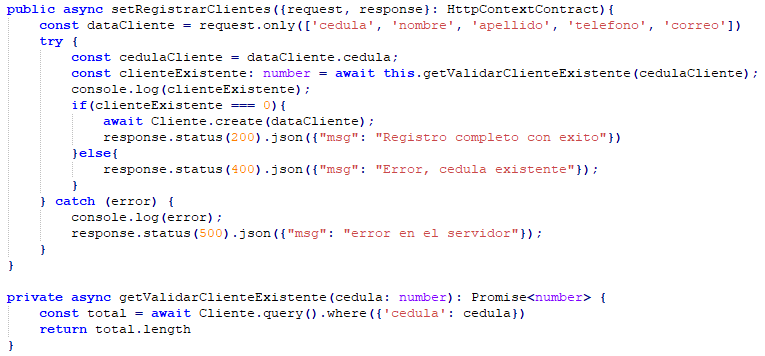 public async setRegistrarClientes({request, response}: HttpContextContract){
    const dataCliente = request.only(['cedula', 'nombre', 'apellido', 'telefono', 'correo'])
    try {
        const cedulaCliente = dataCliente.cedula;
        const clienteExistente: number = await this.getValidarClienteExistente(cedulaCliente);
        console.log(clienteExistente);
        if(clienteExistente === 0){
            await Cliente.create(dataCliente);
            response.status(200).json({"msg": "Registro completo con exito"})
        }else{
            response.status(400).json({"msg": "Error, cedula existente"});
        }
    } catch (error) {
        console.log(error);
        response.status(500).json({"msg": "error en el servidor"});
    }
}
private async getValidarClienteExistente(cedula: number): Promise<number> {
    const total = await Cliente.query().where({'cedula': cedula})
    return total.length
}